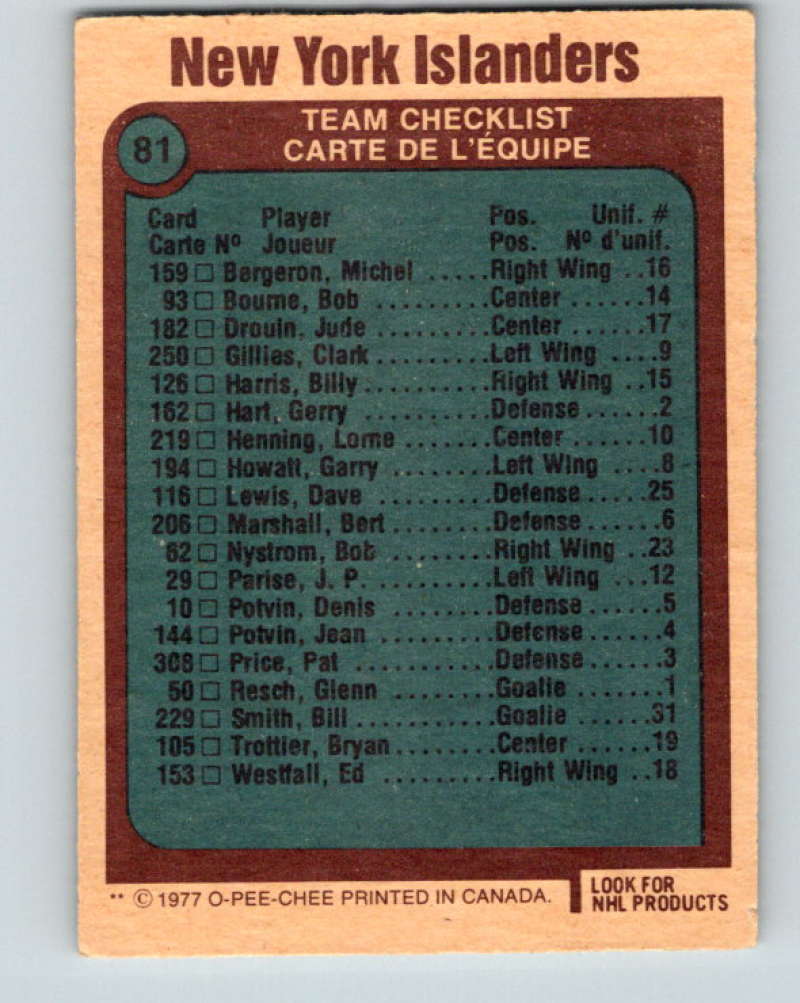 New York Islanders
81
TEAM CHECKLIST
CARTE DE L'ÉQUIPE
Card Player Pos. Unif. #
Carte Nº Joueur Pos. Nº d'unif.
159 □ Bergeron, Michel .....Right Wing ..16
93 □ Bourne, Bob ..........Center ......14
182 □ Drouin, Jude ..........Center ......17
250 □ Gillies, Clark..........Left Wing ....9
126 □ Harris, Billy...........Right Wing ..15
162 □ Hart, Gerry ...........Defense......2
219 □ Henning, Lorne ........Center ......10
194 □ Howatt, Garry ........Left Wing ....8
116 □ Lewis, Dave ..........Defense.....25
206 □ Marshall, Bert.........Defense......6
62 □ Nystrom, Bob .........Right Wing ..23
29 □ Parise, J. P. ..........Left Wing ...12
10 □ Potvin, Denis .........Defense......5
144 □ Potvin, Jean ..........Defense......4
308 □ Price, Pat ............Defense......3
50 □ Resch, Glenn .........Goalie .......1
229 □ Smith, Bill............Goalie ......31
105 □ Trottier, Bryan.........Center ......19
153 □ Westfall, Ed ..........Right Wing ..18
** © 1977 O-PEE-CHEE PRINTED IN CANADA.
LOOK FOR
NHL PRODUCTS